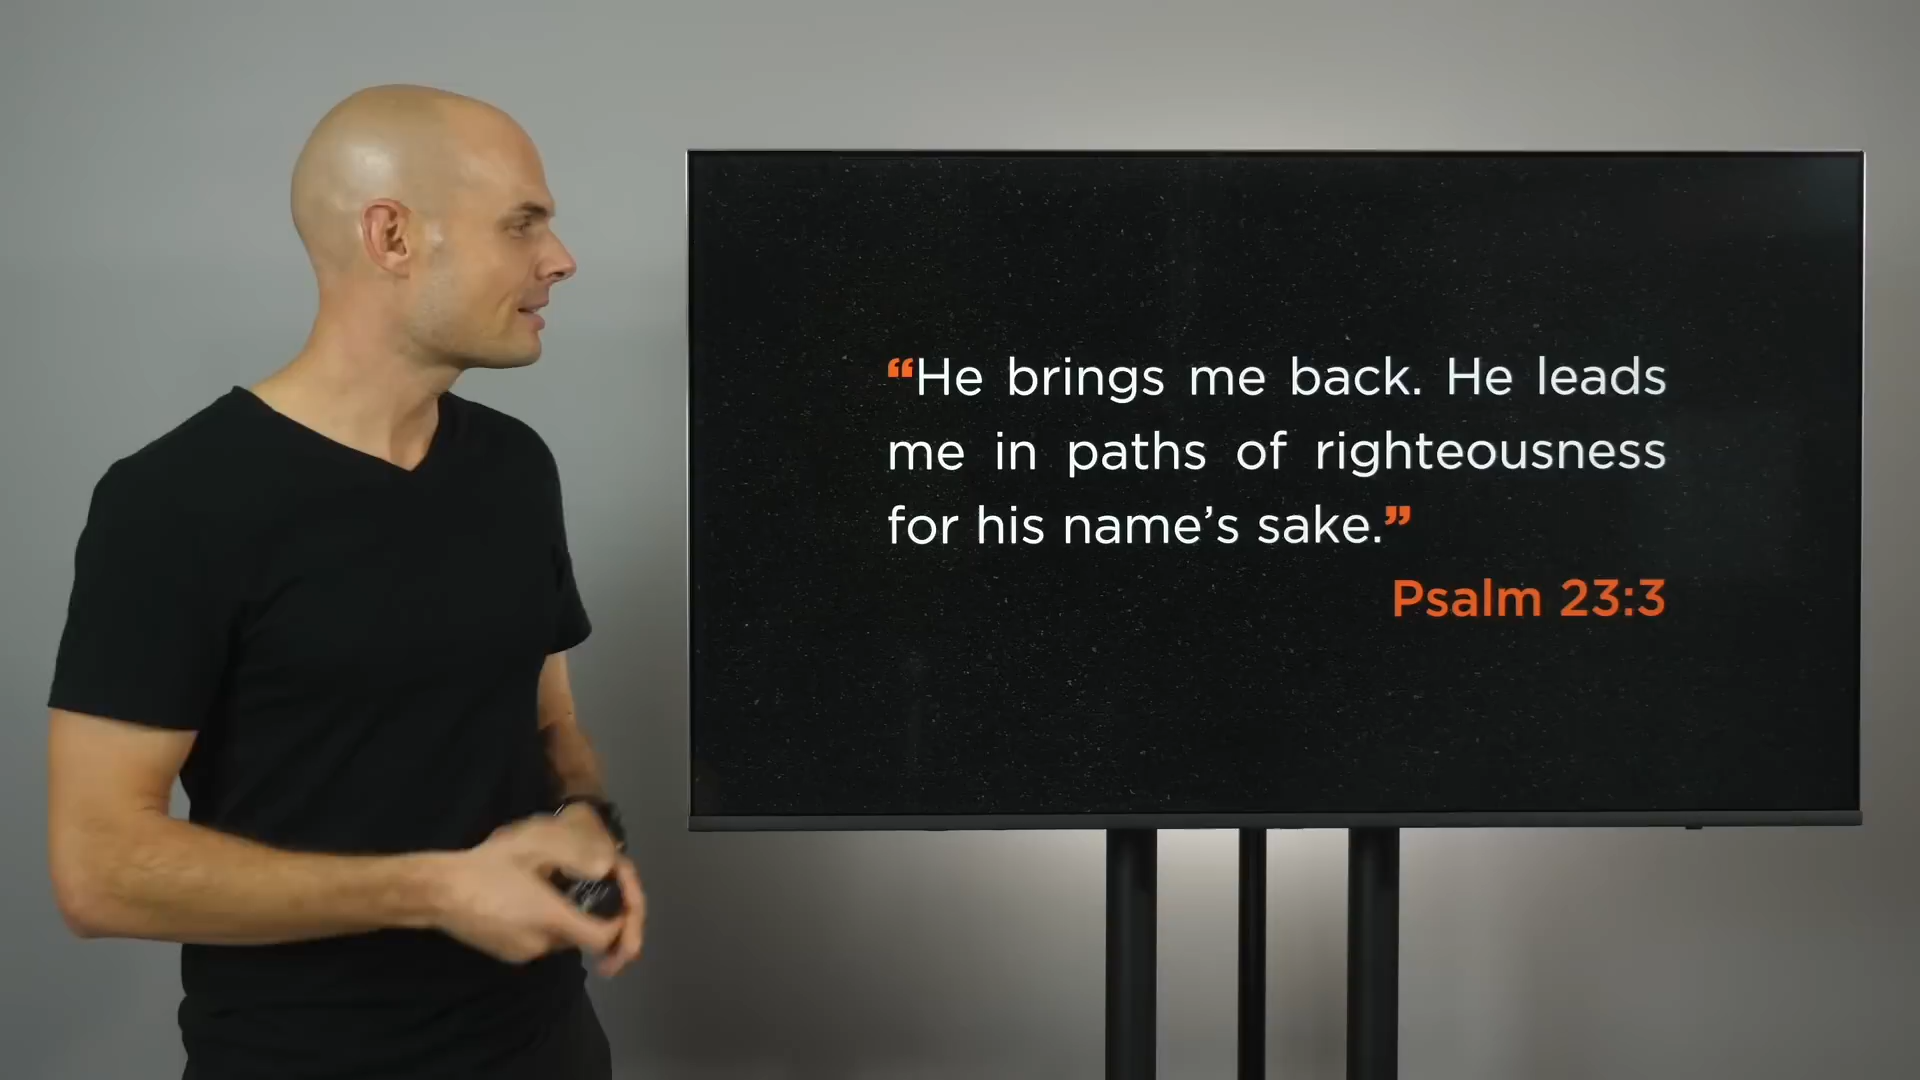 “He brings me back. He leads
me in paths of righteousness
for his name’s sake.”
Psalm 23:3